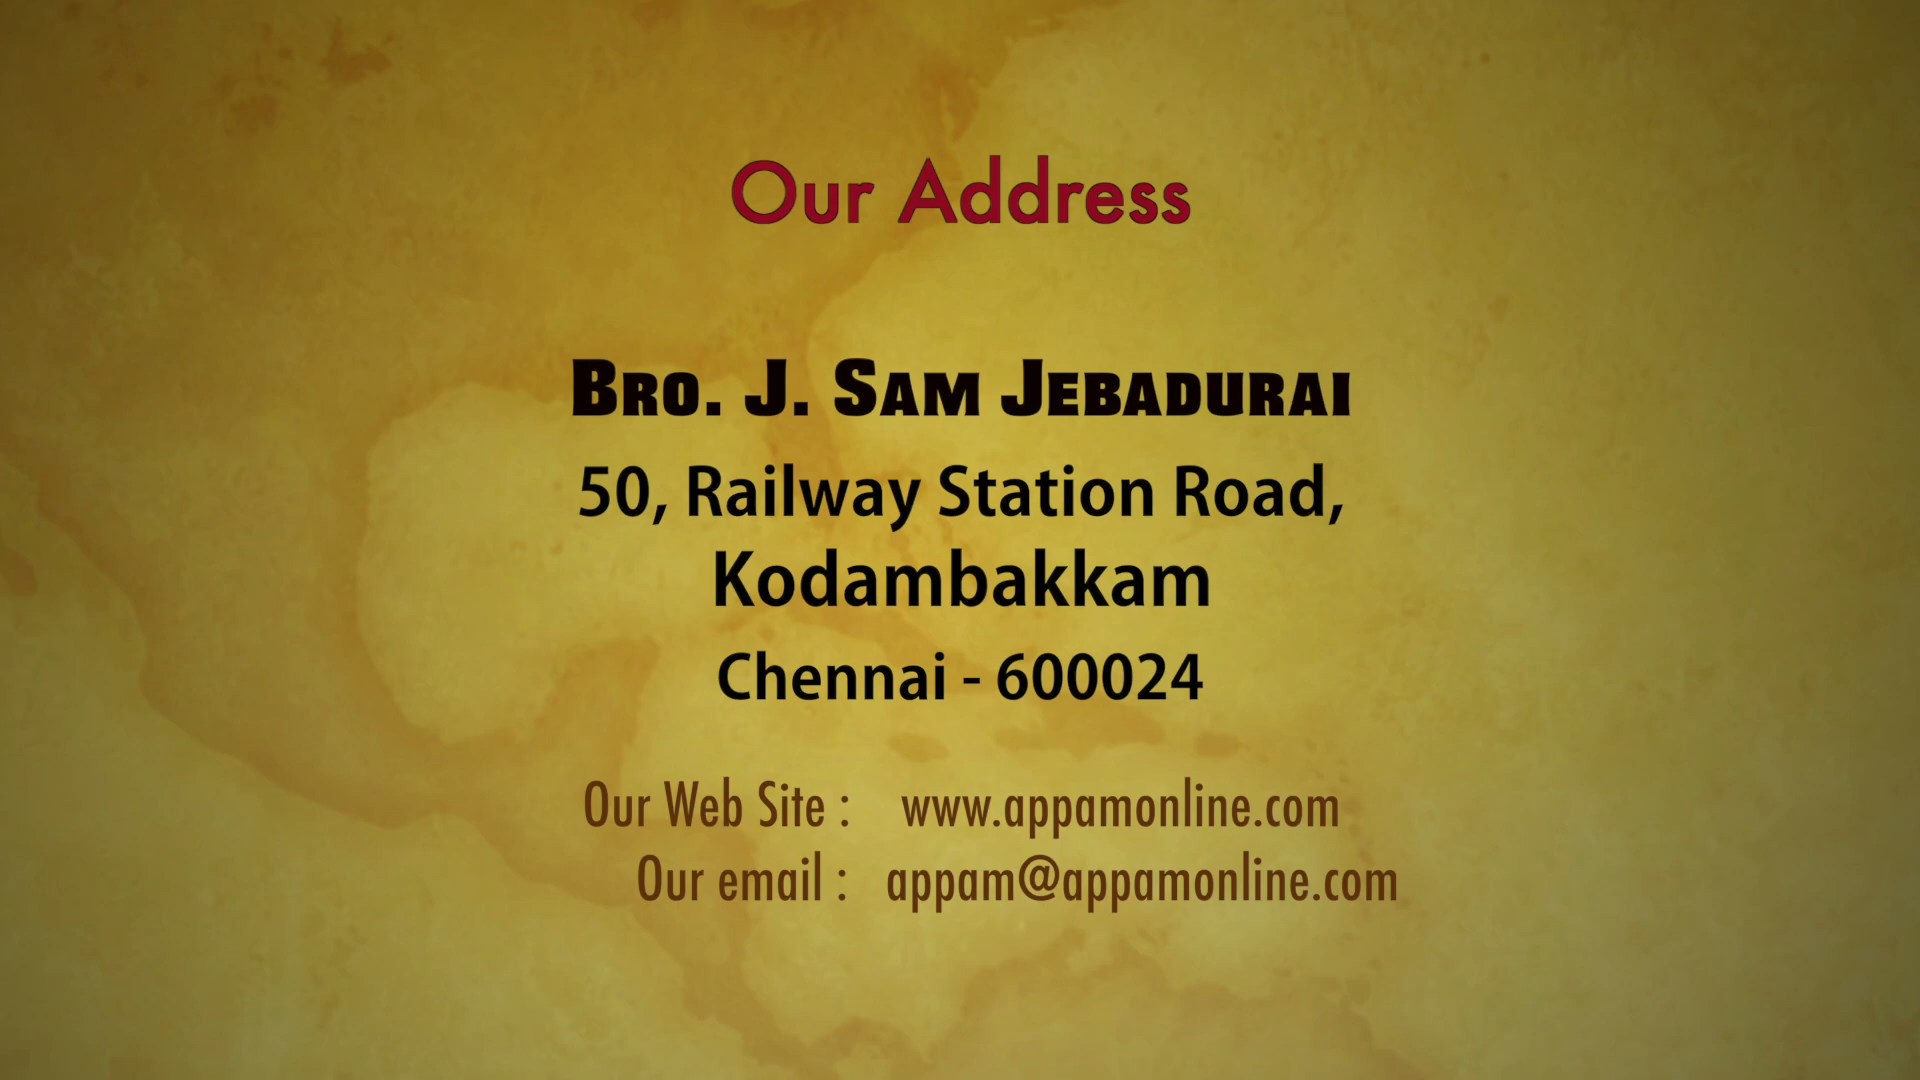 Our Address
Bro. J. Sam Jebadurai
50, Railway Station Road,
Kodambakkam
Chennai - 600024
Our Web Site : www.appamonline.com
Our email : appam@appamonline.com